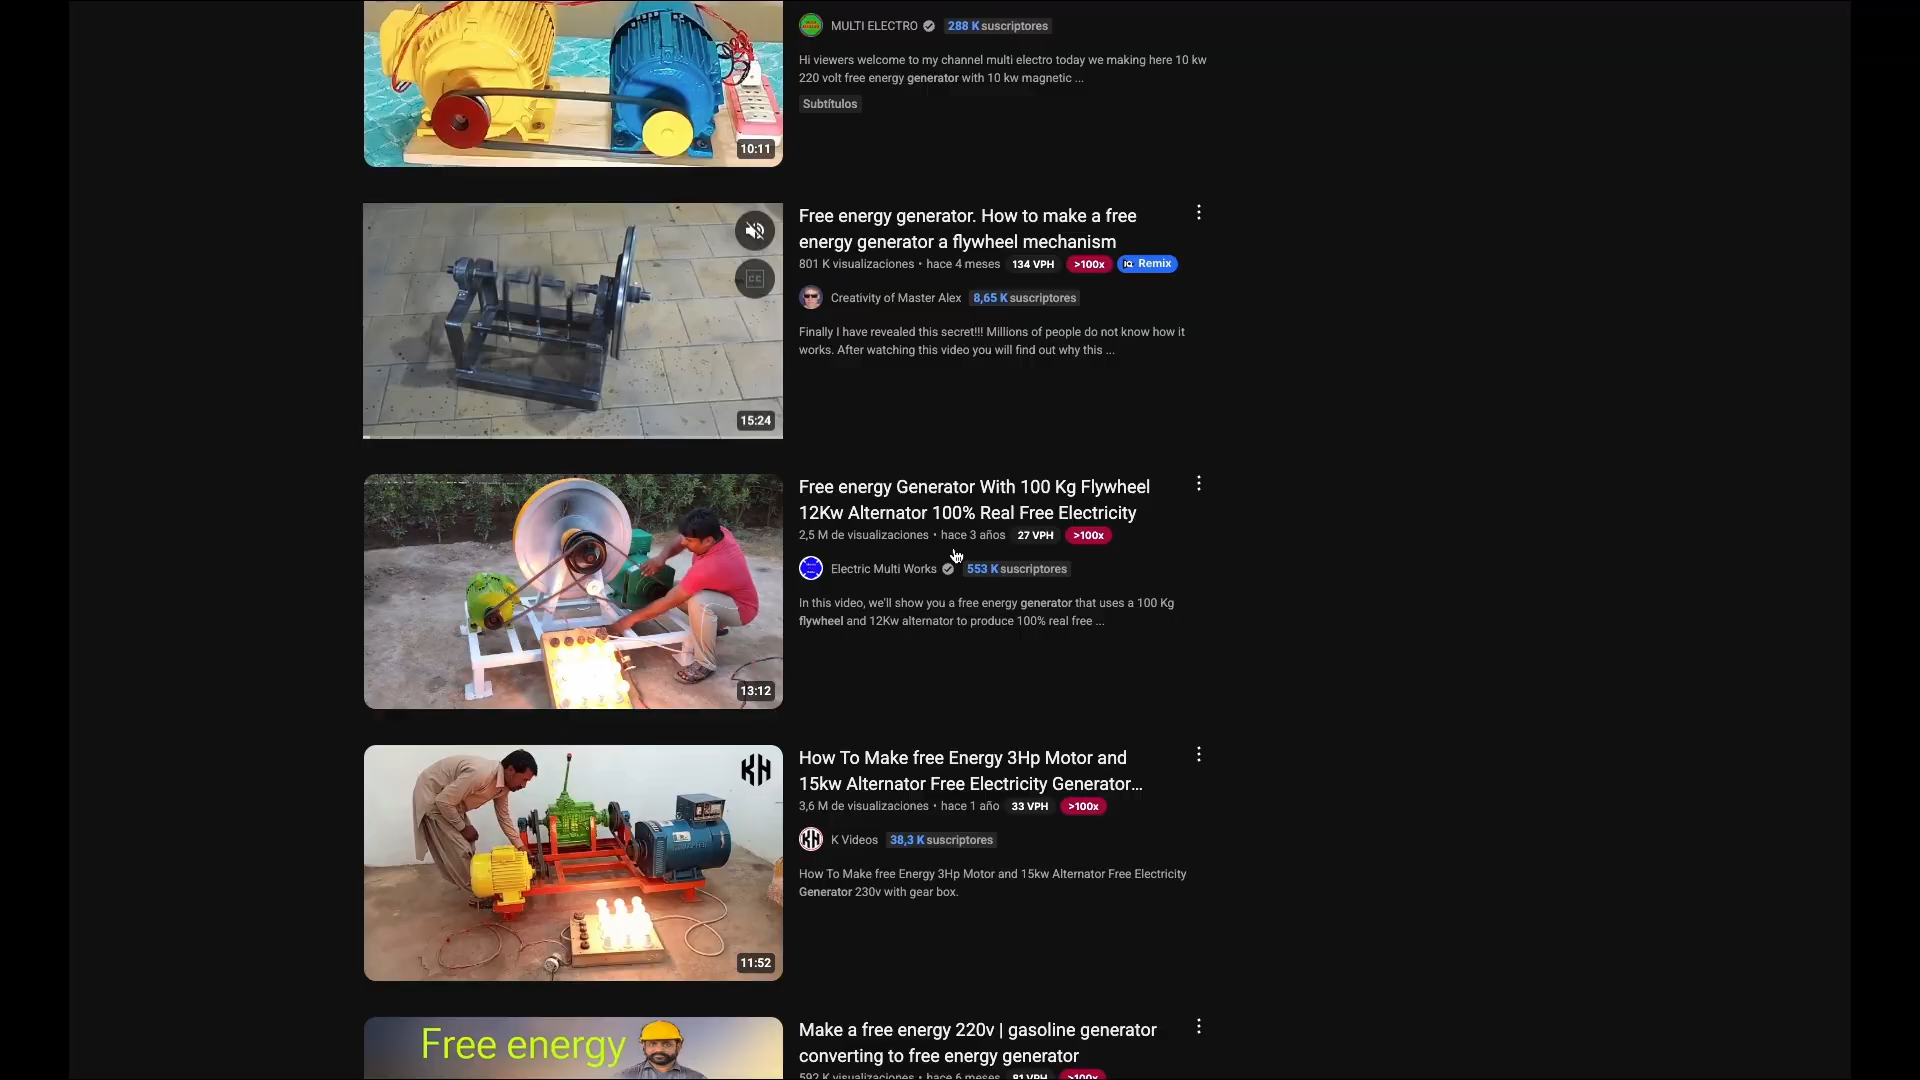 MULTI ELECTRO 288 K suscriptores
Hi viewers welcome to my channel multi electro today we making here 10 kw
220 volt free energy generator with 10 kw magnetic ...
Subtítulos
10:11
Free energy generator. How to make a free
energy generator a flywheel mechanism
801 K visualizaciones • hace 4 meses 134 VPH >100x Remix
Creativity of Master Alex 8,65 K suscriptores
Finally I have revealed this secret!!! Millions of people do not know how it
works. After watching this video you will find out why this ...
CC
15:24
Free energy Generator With 100 Kg Flywheel
12Kw Alternator 100% Real Free Electricity
2,5 M de visualizaciones • hace 3 años 27 VPH >100x
Electric Multi Works 553 K suscriptores
In this video, we'll show you a free energy generator that uses a 100 Kg
flywheel and 12Kw alternator to produce 100% real free ...
13:12
KH
How To Make free Energy 3Hp Motor and
15kw Alternator Free Electricity Generator...
3,6 M de visualizaciones • hace 1 año 33 VPH >100x
K Videos 38,3 K suscriptores
How To Make free Energy 3Hp Motor and 15kw Alternator Free Electricity
Generator 230v with gear box.
11:52
Free energy
Make a free energy 220v | gasoline generator
converting to free energy generator
592 K visualizaciones • hace 6 meses 81 VPH >100x